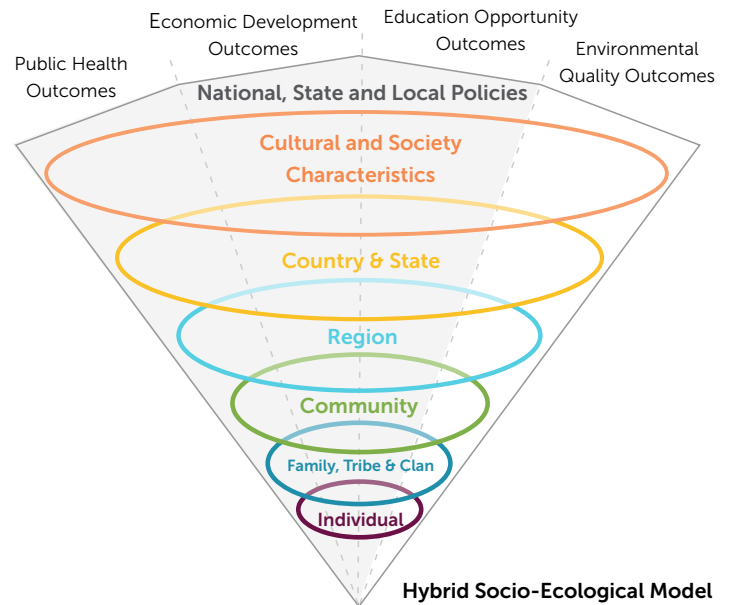 Public Health
Outcomes
Economic Development
Outcomes
Education Opportunity
Outcomes
Environmental
Quality Outcomes
National, State and Local Policies
Cultural and Society
Characteristics
Country & State
Region
Community
Family, Tribe & Clan
Individual
Hybrid Socio-Ecological Model